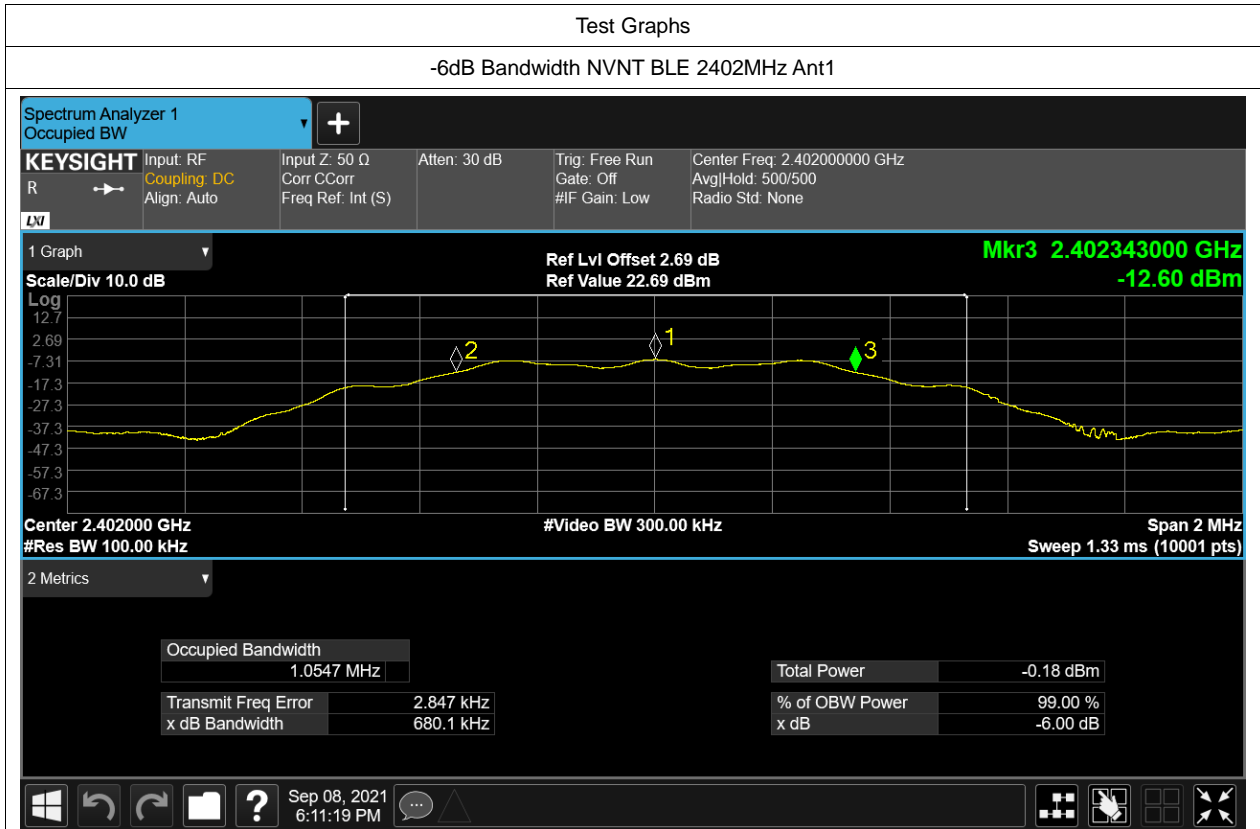 Test Graphs
-6dB Bandwidth NVNT BLE 2402MHz Ant1
Spectrum Analyzer 1
Occupied BW
KEYSIGHT
R
LXI
Input: RF
Coupling: DC
Align: Auto
Input Z: 50 Ω
Corr CCorr
Freq Ref: Int (S)
Atten: 30 dB
Trig: Free Run
Gate: Off
#IF Gain: Low
Center Freq: 2.402000000 GHz
Avg|Hold: 500/500
Radio Std: None
1 Graph
Scale/Div 10.0 dB
Ref Lvl Offset 2.69 dB
Ref Value 22.69 dBm
Mkr3 2.402343000 GHz
-12.60 dBm
Log
12.7
2.69
-7.31
-17.3
-27.3
-37.3
-47.3
-57.3
-67.3
2
1
3
Center 2.402000 GHz
#Res BW 100.00 kHz
#Video BW 300.00 kHz
Span 2 MHz
Sweep 1.33 ms (10001 pts)
2 Metrics
Occupied Bandwidth
1.0547 MHz
Transmit Freq Error 2.847 kHz
x dB Bandwidth 680.1 kHz
Total Power -0.18 dBm
% of OBW Power 99.00 %
x dB -6.00 dB
?
Sep 08, 2021
6:11:19 PM